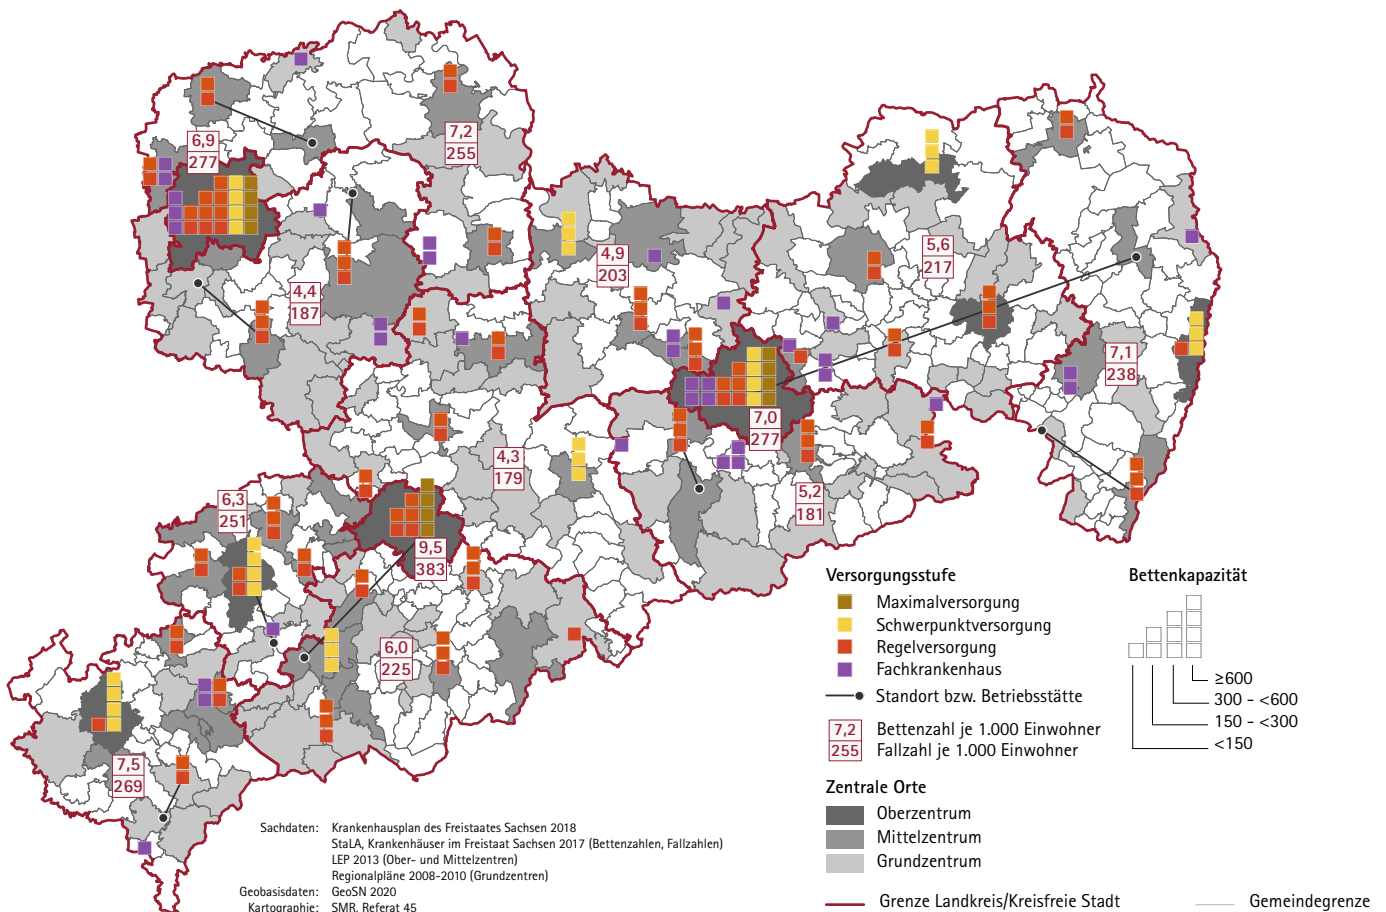 7,2
255
6,9
277
5,6
217
4,9
203
4,4
187
7,1
238
7,0
277
4,3
179
5,2
181
6,3
251
9,5
383
6,0
225
7,5
269
Versorgungsstufe
Maximalversorgung
Schwerpunktversorgung
Regelversorgung
Fachkrankenhaus
Standort bzw. Betriebsstätte
7,2 Bettenzahl je 1.000 Einwohner
255 Fallzahl je 1.000 Einwohner
Bettenkapazität
≥600
300 - <600
150 - <300
<150
Zentrale Orte
Oberzentrum
Mittelzentrum
Grundzentrum
Grenze Landkreis/Kreisfreie Stadt
Gemeindegrenze
Sachdaten: Krankenhausplan des Freistaates Sachsen 2018
StaLA, Krankenhäuser im Freistaat Sachsen 2017 (Bettenzahlen, Fallzahlen)
LEP 2013 (Ober- und Mittelzentren)
Regionalpläne 2008-2010 (Grundzentren)
Geobasisdaten: GeoSN 2020
Kartographie: SMR, Referat 45